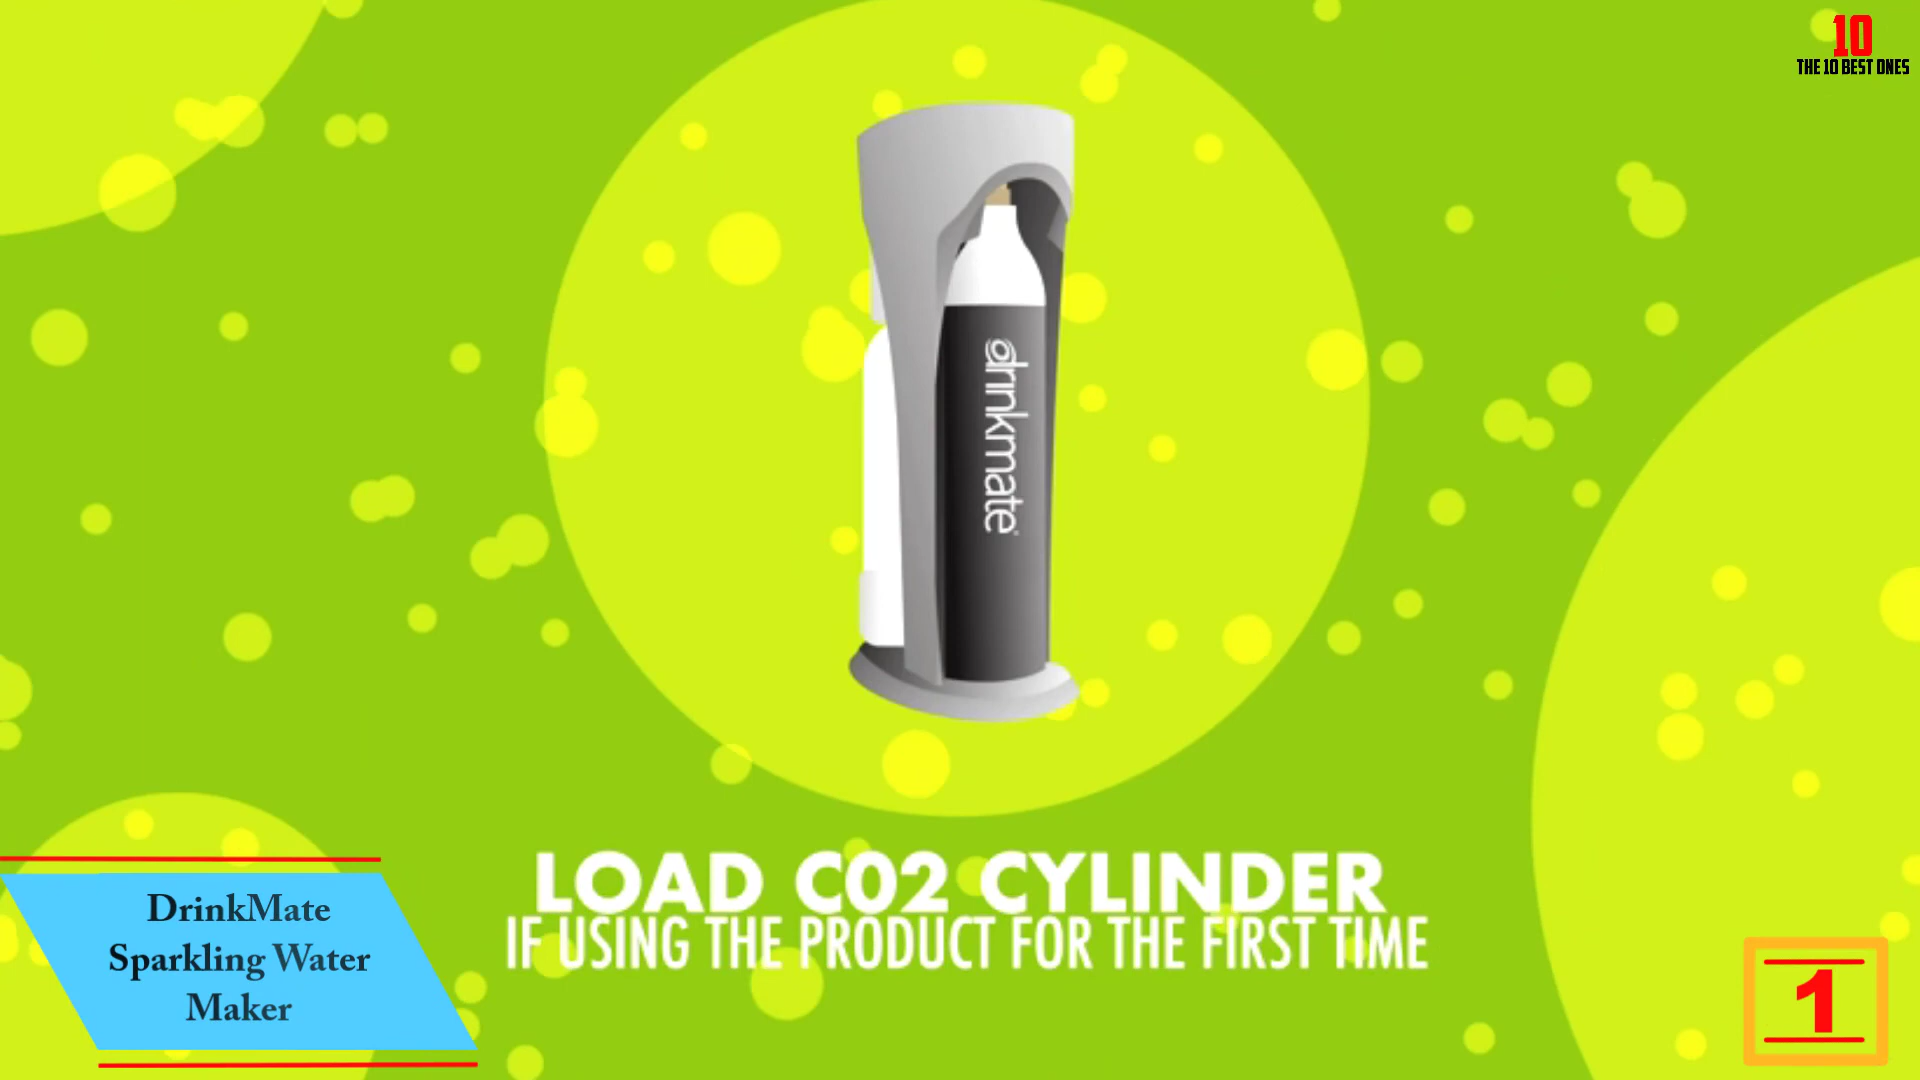 10
THE 10 BEST ONES
drinkmate
LOAD C02 CYLINDER
IF USING THE PRODUCT FOR THE FIRST TIME
DrinkMate
Sparkling Water
Maker
1